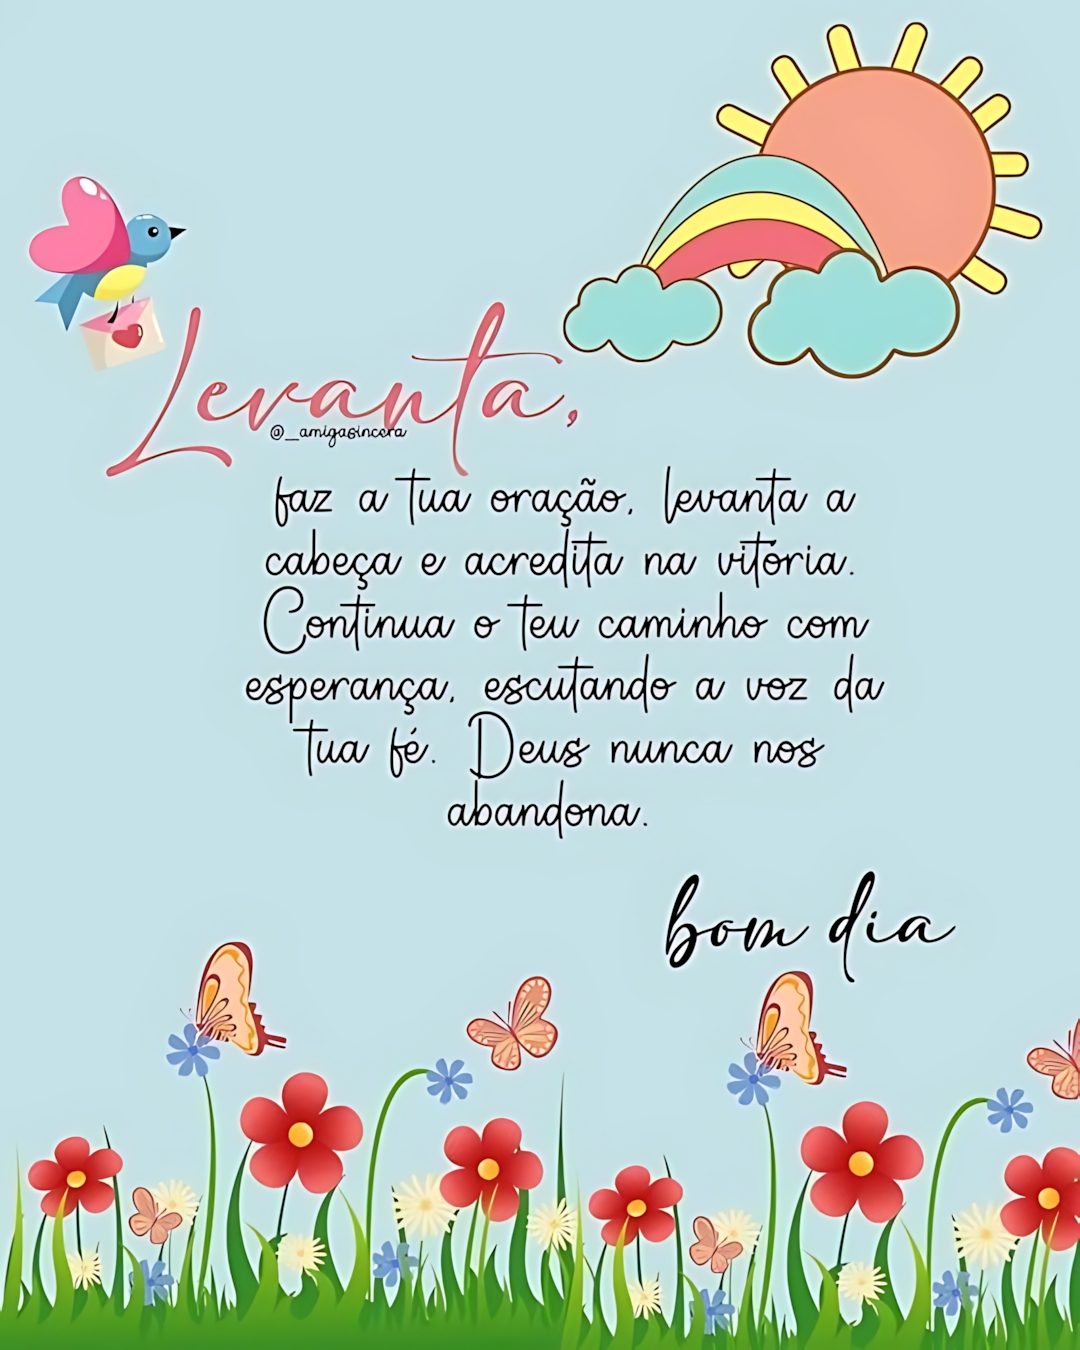 Levanta,
@_amigasincera
faz a tua oração, levanta a
cabeça e acredita na vitória.
Continua o teu caminho com
esperança, escutando a voz da
tua fé. Deus nunca nos
abandona.
bom dia